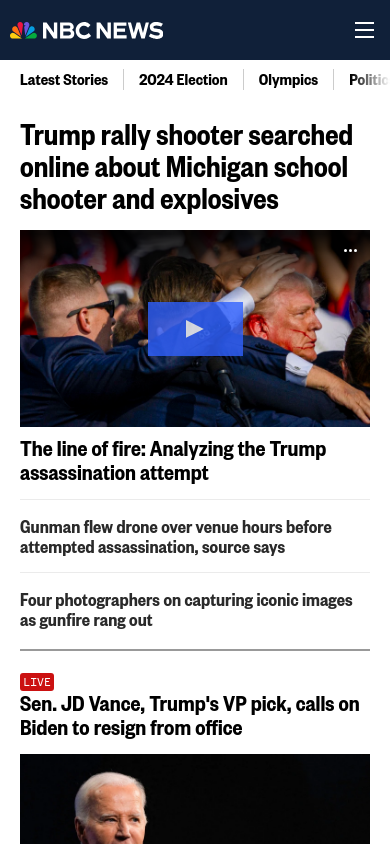 NBC NEWS
Latest Stories
2024 Election
Olympics
Politic
Trump rally shooter searched
online about Michigan school
shooter and explosives
The line of fire: Analyzing the Trump
assassination attempt
Gunman flew drone over venue hours before
attempted assassination, source says
Four photographers on capturing iconic images
as gunfire rang out
LIVE
Sen. JD Vance, Trump's VP pick, calls on
Biden to resign from office